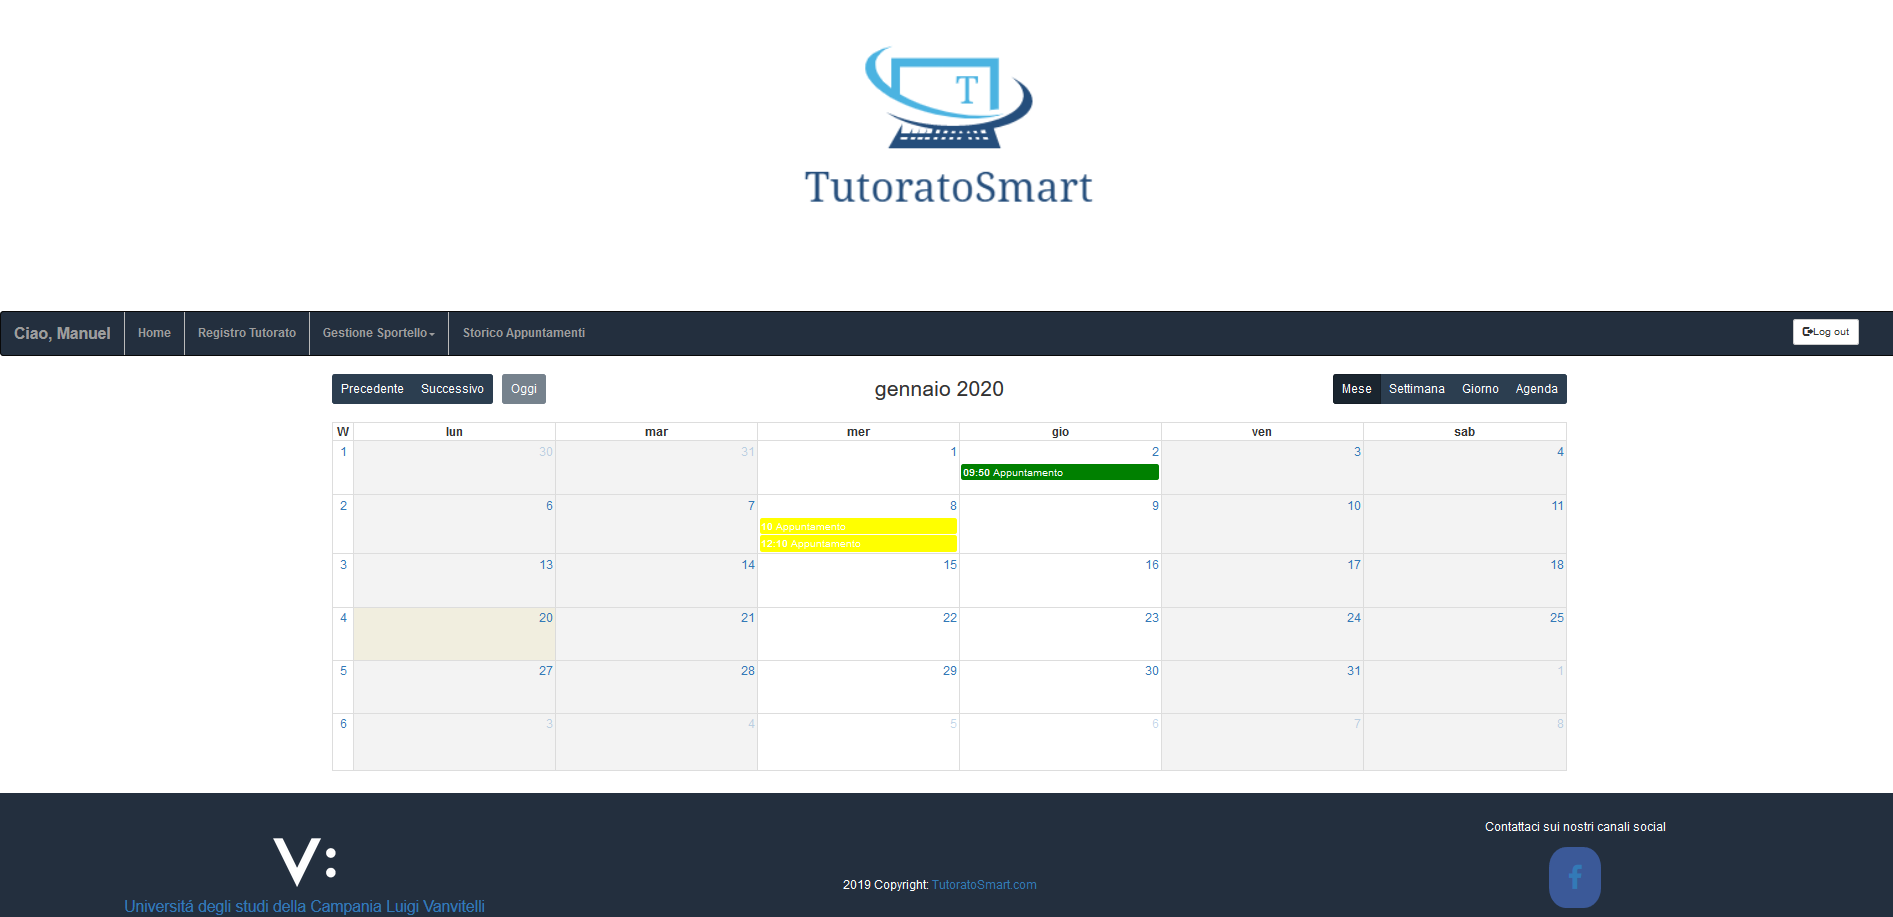 T
TutoratoSmart
Ciao, Manuel Home Registro Tutorato Gestione Sportello Storico Appuntamenti Log out
Precedente Successivo Oggi gennaio 2020 Mese Settimana Giorno Agenda
W lun mar mer gio ven sab
1 30 31 1 2 3 4
09:50 Appuntamento
2 6 7 8 9 10 11
10 Appuntamento
12:10 Appuntamento
3 13 14 15 16 17 18
4 20 21 22 23 24 25
5 27 28 29 30 31 1
6 3 4 5 6 7 8
Contattaci sui nostri canali social
V:
f
2019 Copyright: TutoratoSmart.com
Universitá degli studi della Campania Luigi Vanvitelli